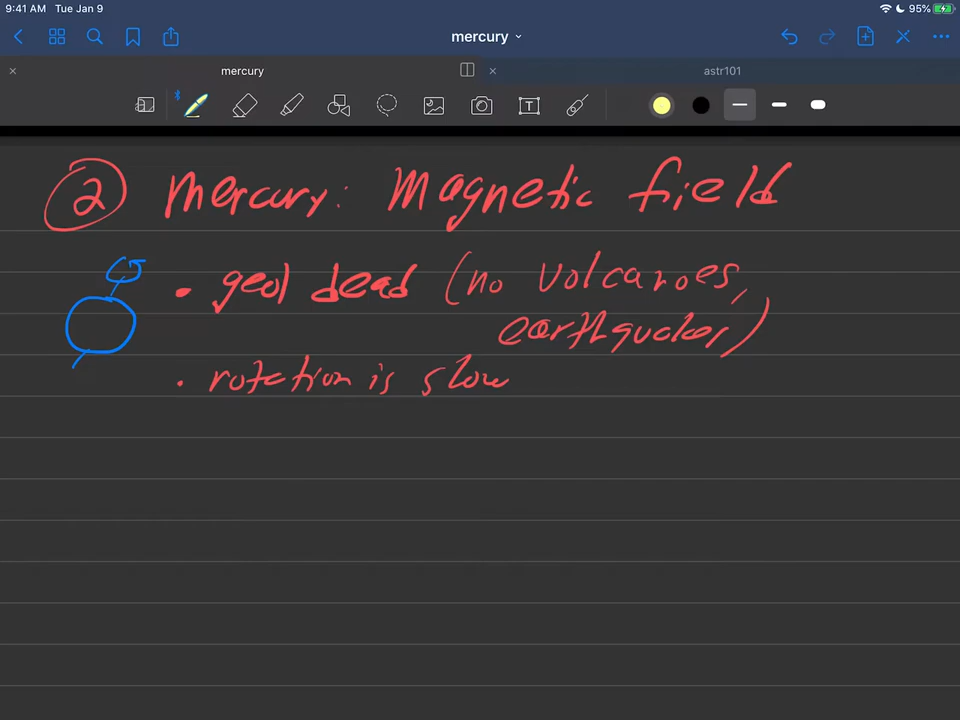 9:41 AM Tue Jan 9 95%
mercury
mercury astr101
T
2 mercury: Magnetic field
• geol dead (no volcanoes,
earthquakes)
• rotation is slow